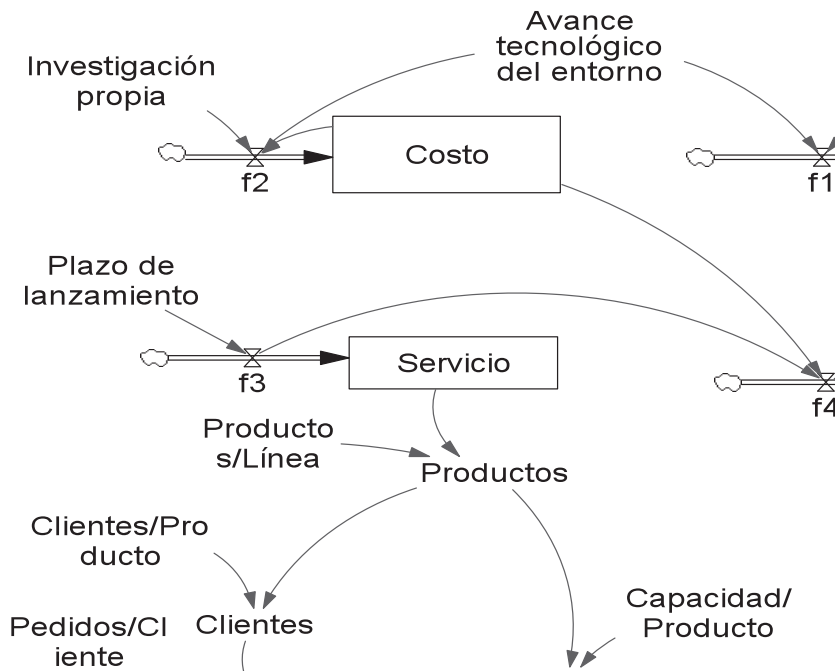 Avance
tecnológico
del entorno
Investigación
propia
Costo
f2
f1
Plazo de
lanzamiento
Servicio
f3
f4
Producto
s/Línea
Productos
Clientes/Pro
ducto
Clientes
Capacidad/
Producto
Pedidos/Cl
iente